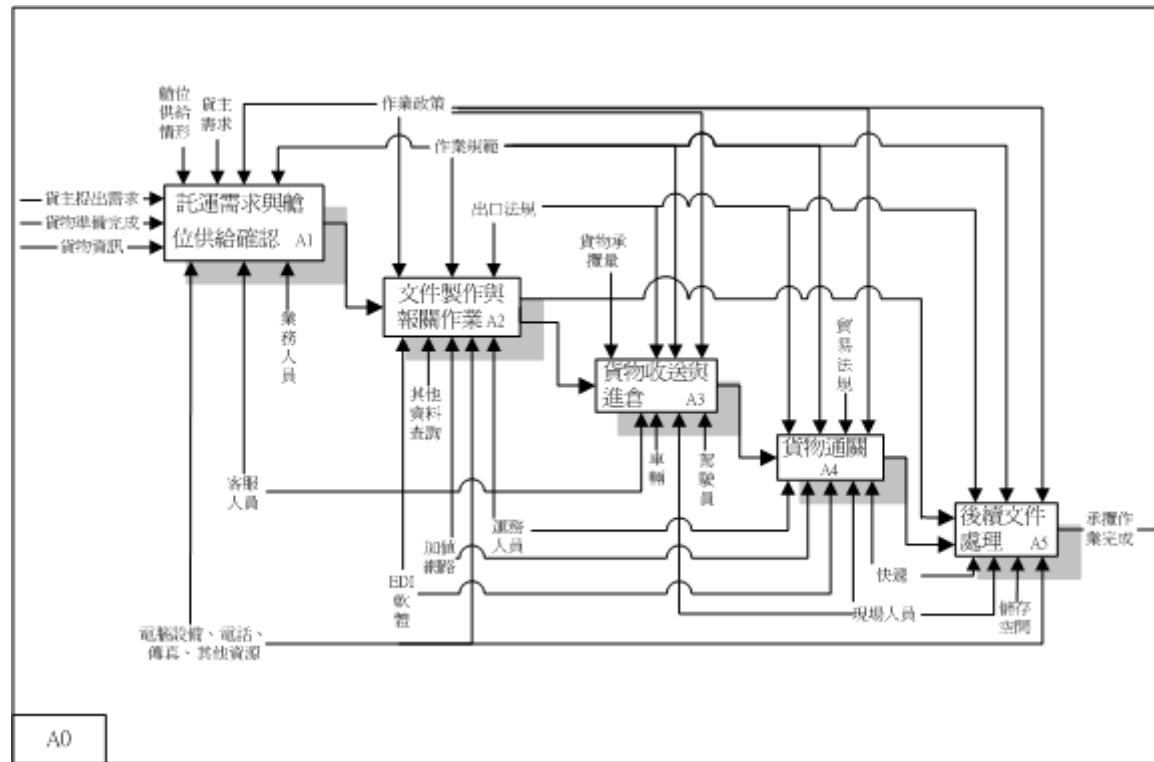 艙位
供給
情形
貨主
需求
作業政策
作業規範
貨主提出需求
貨物準備完成
貨物資訊
託運需求與艙
位供給確認 A1
出口法規
貨物承
攬量
業
務
人
員
文件製作與
報關作業 A2
貿
易
法
規
其他
資料
查詢
貨物收送與
進倉 A3
車
輛
駕
駛
員
貨物通關
A4
客服
人員
加值
網路
運務
人員
後續文件
處理 A5
承攬作
業完成
EDI
軟
體
快遞
現場人員
儲存
空間
電腦設備、電話、
傳真、其他資源
A0